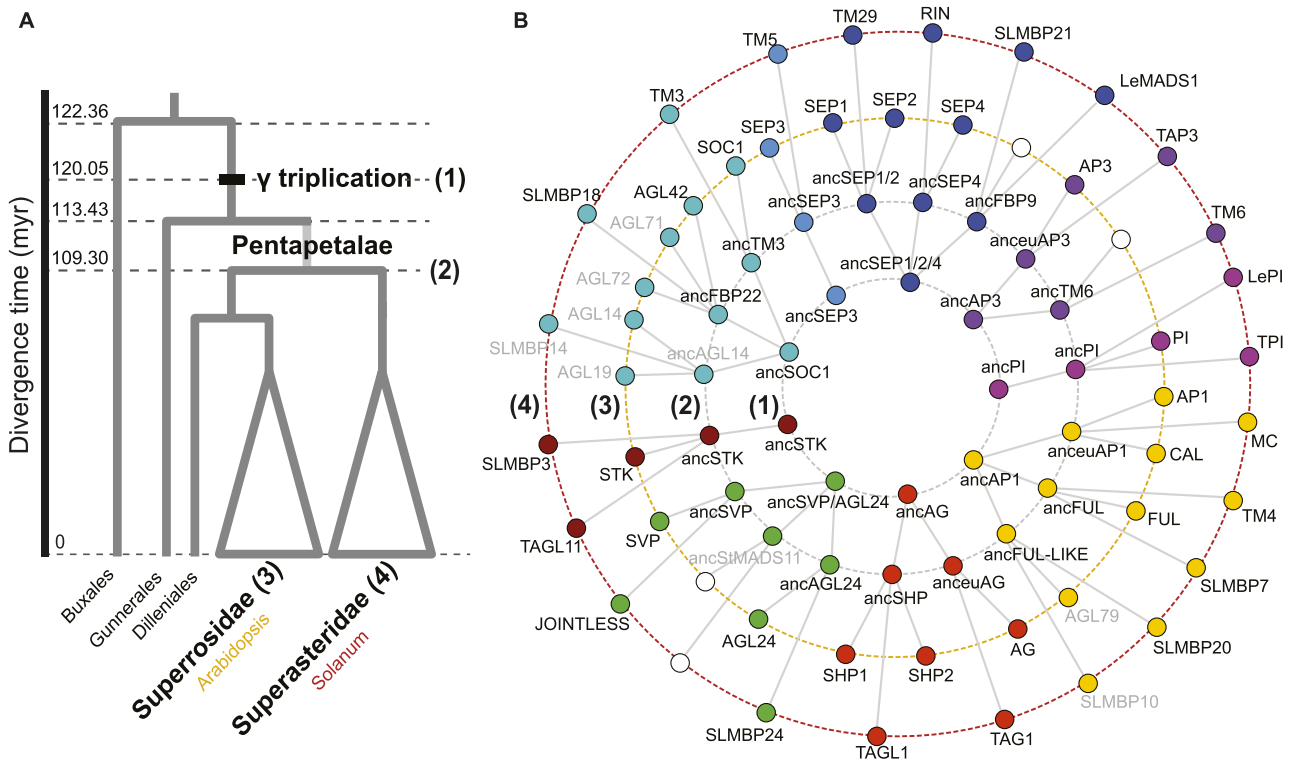 A
Divergence time (myr)
122.36
120.05
γ triplication (1)
113.43
Pentapetalae
109.30
(2)
0
Buxales
Gunnerales
Dilleniales
Superrosidae (3)
Arabidopsis
Superasteridae (4)
Solanum
B
TM29
RIN
SLMBP21
TM5
LeMADS1
TM3
SEP1
SEP2
SEP4
SEP3
TAP3
SOC1
AP3
ancSEP1/2
ancSEP4
SLMBP18
AGL42
ancSEP3
ancFBP9
TM6
AGL71
ancTM3
anceuAP3
ancSEP1/2/4
LePI
AGL72
ancFBP22
ancAP3
ancTM6
AGL14
ancSEP3
SLMBP14
ancAGL14
ancPI
PI
TPI
AGL19
ancSOC1
ancPI
AP1
(4)
(3)
(2)
(1)
MC
SLMBP3
STK
ancSTK
ancSTK
anceuAP1
CAL
ancAP1
ancSVP
ancSVP/AGL24
ancAG
ancFUL
FUL
TM4
TAGL11
SVP
ancStMADS11
ancFUL-LIKE
ancAGL24
ancSHP
anceuAG
SLMBP7
JOINTLESS
AGL24
AGL79
AG
SLMBP20
SHP1
SHP2
SLMBP10
SLMBP24
TAGL1
TAG1